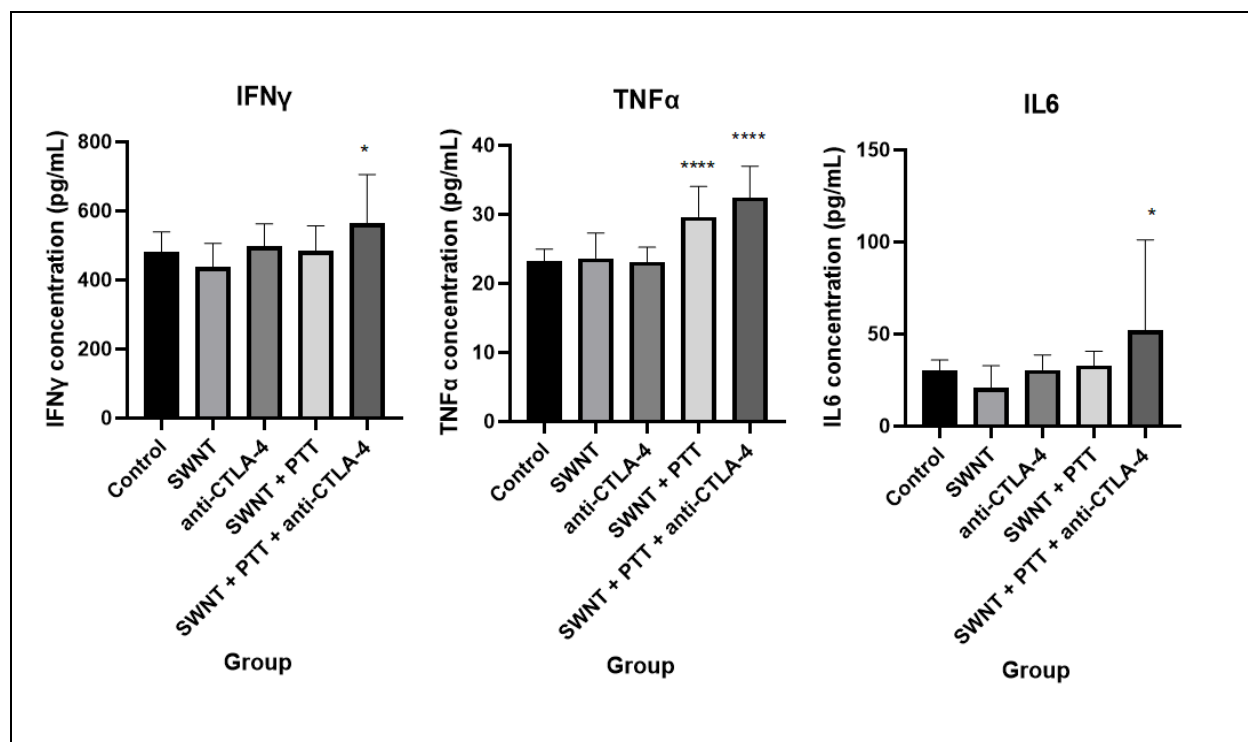 IFNγ
IFNγ concentration (pg/mL)
800
600
400
200
0
*
Control
SWNT
anti-CTLA-4
SWNT + PTT
SWNT + PTT + anti-CTLA-4
Group
TNFα
TNFα concentration (pg/mL)
40
30
20
10
0
****
****
Control
SWNT
anti-CTLA-4
SWNT + PTT
SWNT + PTT + anti-CTLA-4
Group
IL6
IL6 concentration (pg/mL)
150
100
50
0
*
Control
SWNT
anti-CTLA-4
SWNT + PTT
SWNT + PTT + anti-CTLA-4
Group